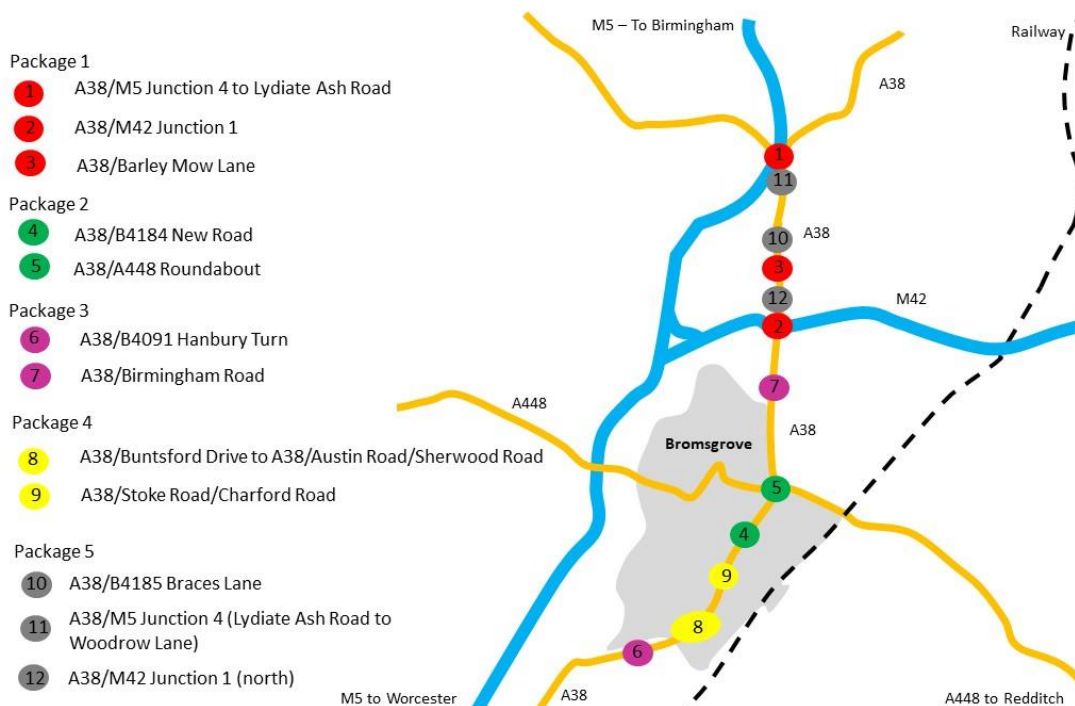 Package 1
1 A38/M5 Junction 4 to Lydiate Ash Road
2 A38/M42 Junction 1
3 A38/Barley Mow Lane
Package 2
4 A38/B4184 New Road
5 A38/A448 Roundabout
Package 3
6 A38/B4091 Hanbury Turn
7 A38/Birmingham Road
Package 4
8 A38/Buntsford Drive to A38/Austin Road/Sherwood Road
9 A38/Stoke Road/Charford Road
Package 5
10 A38/B4185 Braces Lane
11 A38/M5 Junction 4 (Lydiate Ash Road to
Woodrow Lane)
12 A38/M42 Junction 1 (north)
M5 – To Birmingham
Railway
A38
1
11
A38
10
3
12
M42
2
7
A448
A38
Bromsgrove
5
4
9
8
6
M5 to Worcester
A38
A448 to Redditch